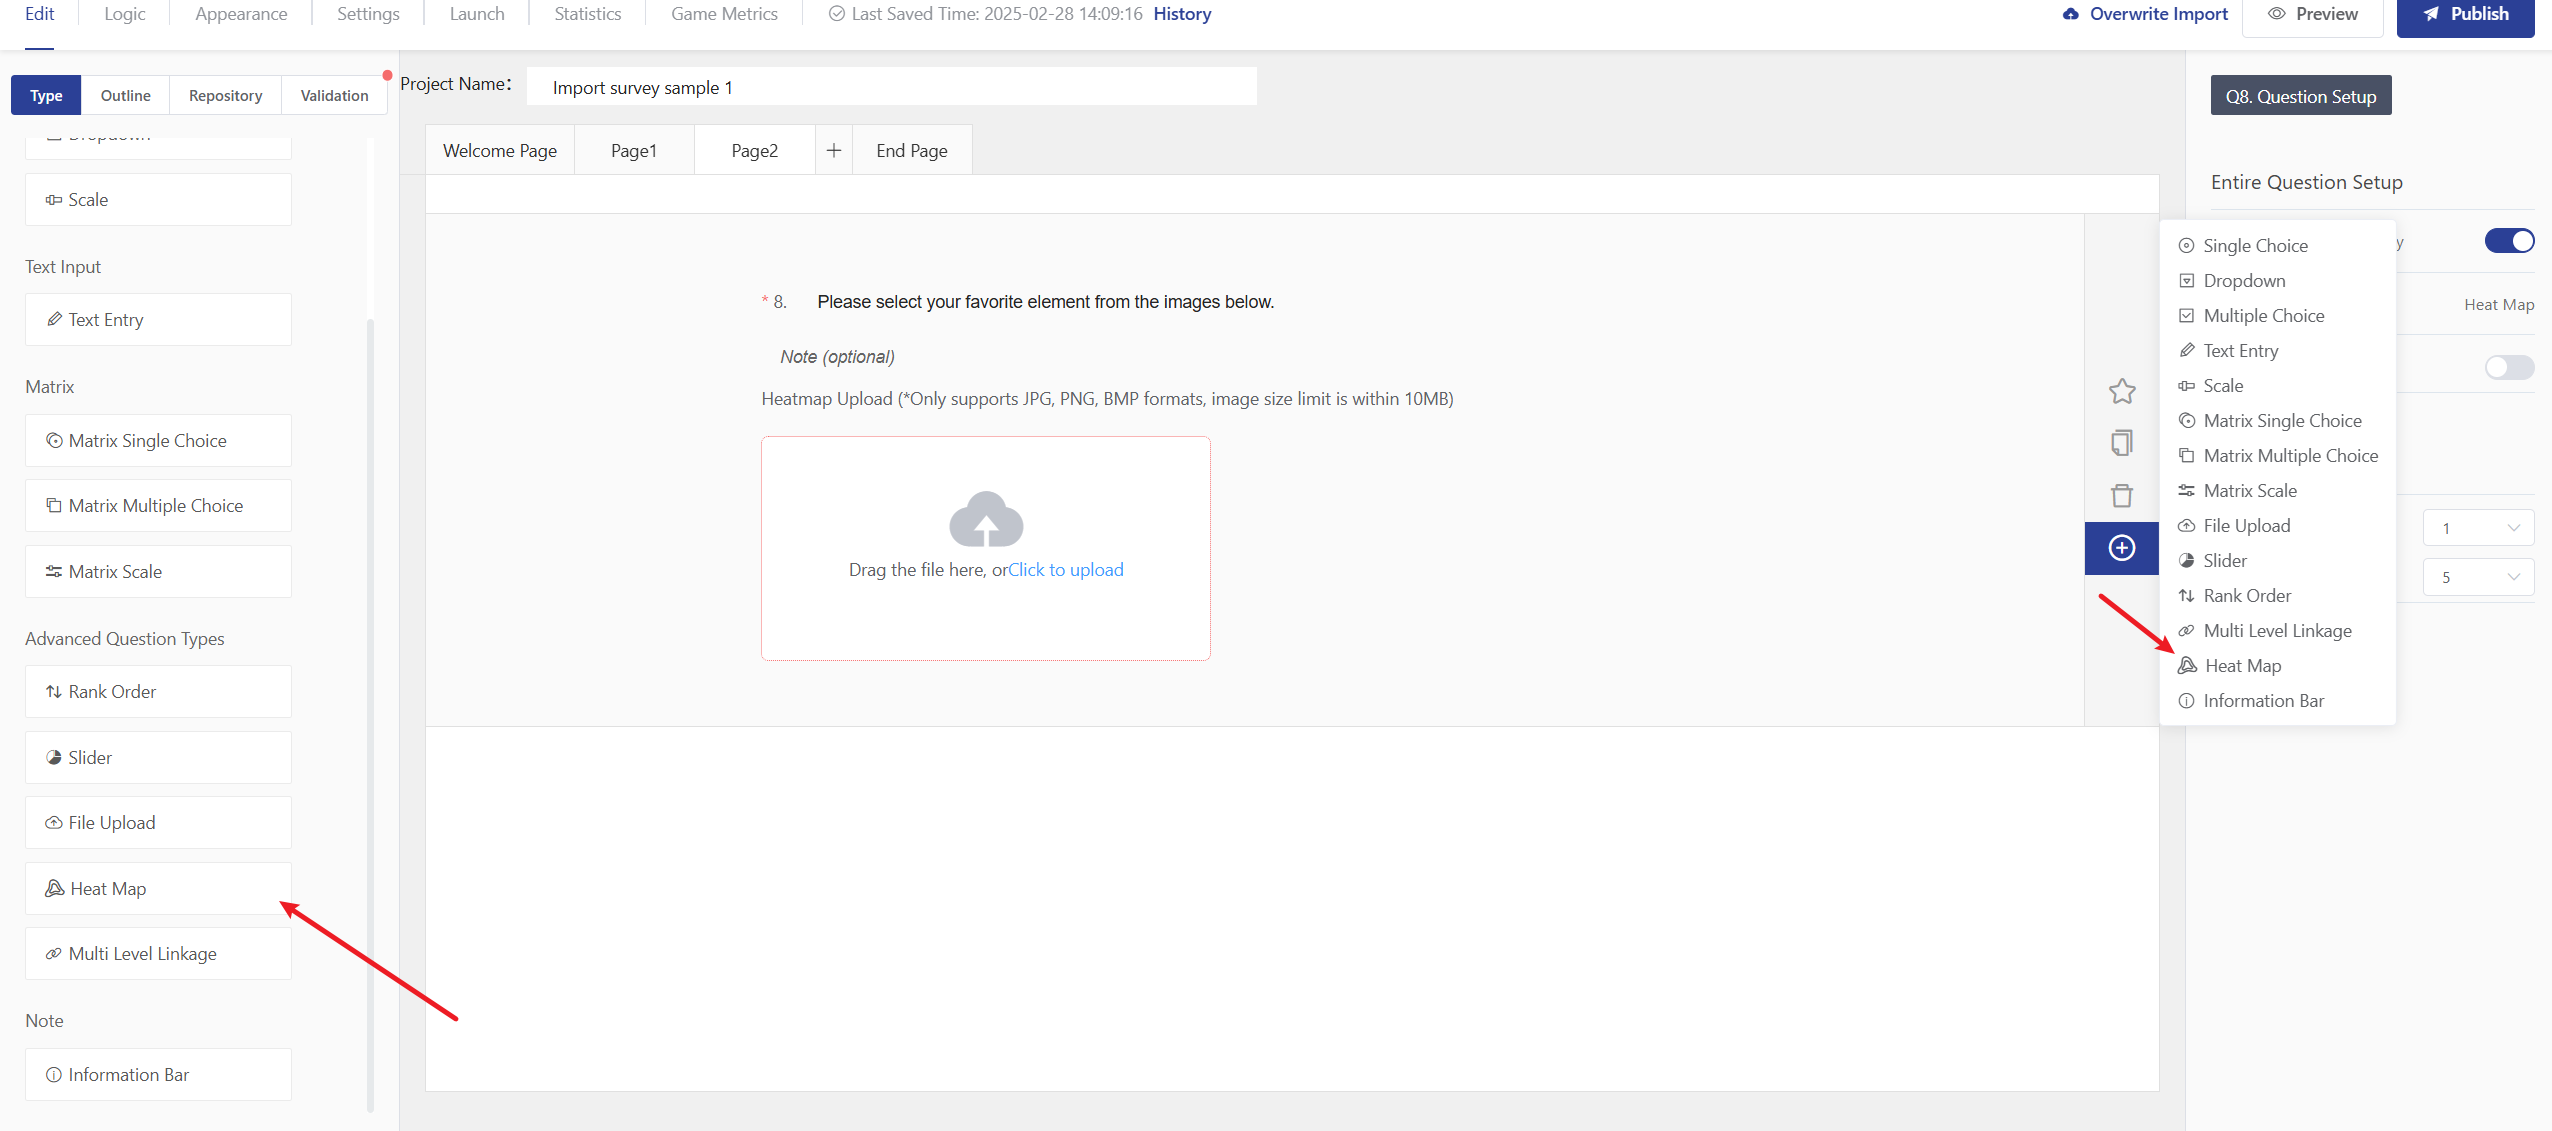 Edit Logic Appearance Settings Launch Statistics Game Metrics Last Saved Time: 2025-02-28 14:09:16 History Overwrite Import Preview Publish
Type Outline Repository Validation
Dropdown
Scale
Text Input
Text Entry
Matrix
Matrix Single Choice
Matrix Multiple Choice
Matrix Scale
Advanced Question Types
Rank Order
Slider
File Upload
Heat Map
Multi Level Linkage
Note
Information Bar
Project Name：Import survey sample 1
Welcome Page Page1 Page2 + End Page
* 8. Please select your favorite element from the images below.
Note (optional)
Heatmap Upload (*Only supports JPG, PNG, BMP formats, image size limit is within 10MB)
Drag the file here, orClick to upload
Single Choice
Dropdown
Multiple Choice
Text Entry
Scale
Matrix Single Choice
Matrix Multiple Choice
Matrix Scale
File Upload
Slider
Rank Order
Multi Level Linkage
Heat Map
Information Bar
Q8. Question Setup
Entire Question Setup
y
Heat Map
1
5